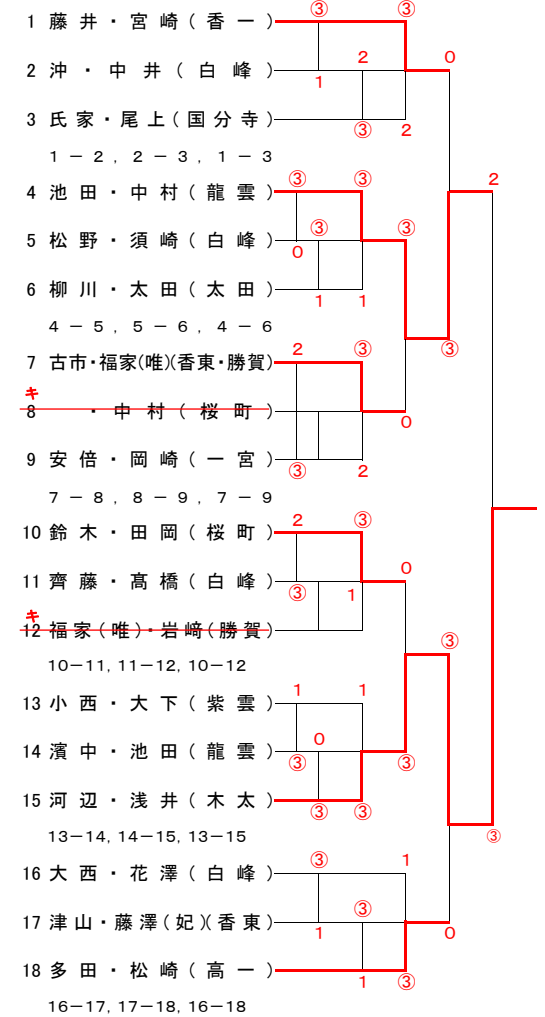 ③ ③
1 藤井・宮崎(香一)
2 0
2 沖・中井(白峰)
1
3 氏家・尾上(国分寺)
③ 2
1－2, 2－3, 1－3
③ ③ 2
4 池田・中村(龍雲)
③ ③
5 松野・須崎(白峰)
0
6 柳川・太田(太田)
1 1
4－5, 5－6, 4－6
2 ③ ③
7 古市・福家(唯)(香東・勝賀)
キ
8 ・中村(桜町)
0
9 安倍・岡崎(一宮)
③ 2
7－8, 8－9, 7－9
2 ③
10 鈴木・田岡(桜町)
0
11 齊藤・髙橋(白峰)
③ 1
キ
12 福家(唯)・岩﨑(勝賀)
③
10－11, 11－12, 10－12
1 1
13 小西・大下(紫雲)
0
14 濱中・池田(龍雲)
③ ③
15 河辺・浅井(木太)
③ ③
13－14, 14－15, 13－15 ③
③ 1
16 大西・花澤(白峰)
③
17 津山・藤澤(妃)(香東)
1 0
18 多田・松崎(高一)
1 ③
16－17, 17－18, 16－18